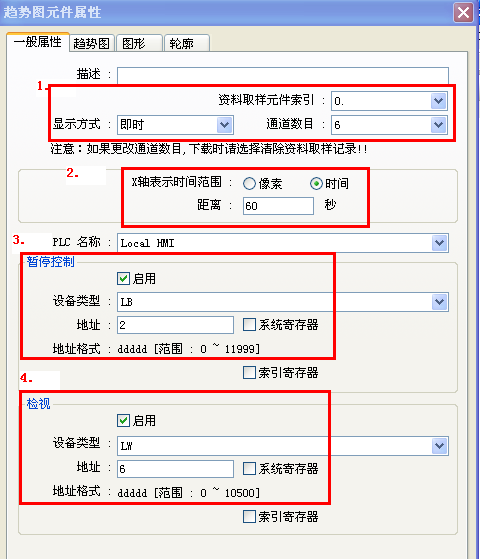 趋势图元件属性
一般属性 趋势图 图形 轮廓
描述 :
1.
资料取样元件索引 : 0.
显示方式 : 即时 通道数目 : 6
注意：如果更改通道数目,下载时请选择清除资料取样记录!!
2.
X轴表示时间范围 : 像素 时间
距离 : 60 秒
3.
PLC 名称 : Local HMI
暂停控制
启用
设备类型 : LB
地址 : 2 系统寄存器
地址格式 : ddddd [范围 : 0 ~ 11999]
索引寄存器
4.
检视
启用
设备类型 : LW
地址 : 6 系统寄存器
地址格式 : ddddd [范围 : 0 ~ 10500]
索引寄存器